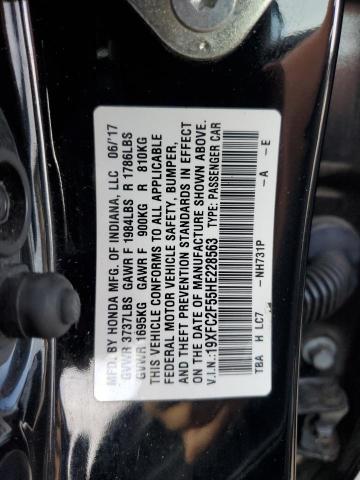 MFD. BY HONDA MFG. OF INDIANA, LLC 06/17
GVWR 3737LBS GAWR F 1984LBS R 1786LBS
GVWR 1695KG GAWR F 900KG R 810KG
THIS VEHICLE CONFORMS TO ALL APPLICABLE
FEDERAL MOTOR VEHICLE SAFETY, BUMPER,
AND THEFT PREVENTION STANDARDS IN EFFECT
ON THE DATE OF MANUFACTURE SHOWN ABOVE.
V.I.N.:19XFC2F55HE228563 TYPE: PASSENGER CAR
TBA H LC7 -NH731P -A -E